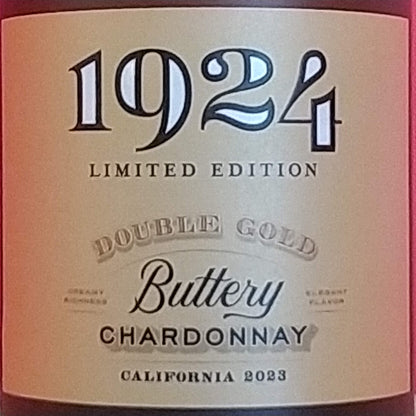 1924
LIMITED EDITION
DOUBLE GOLD
Buttery
CREAMY
RICHNESS
ELEGANT
FLAVOR
CHARDONNAY
CALIFORNIA 2023